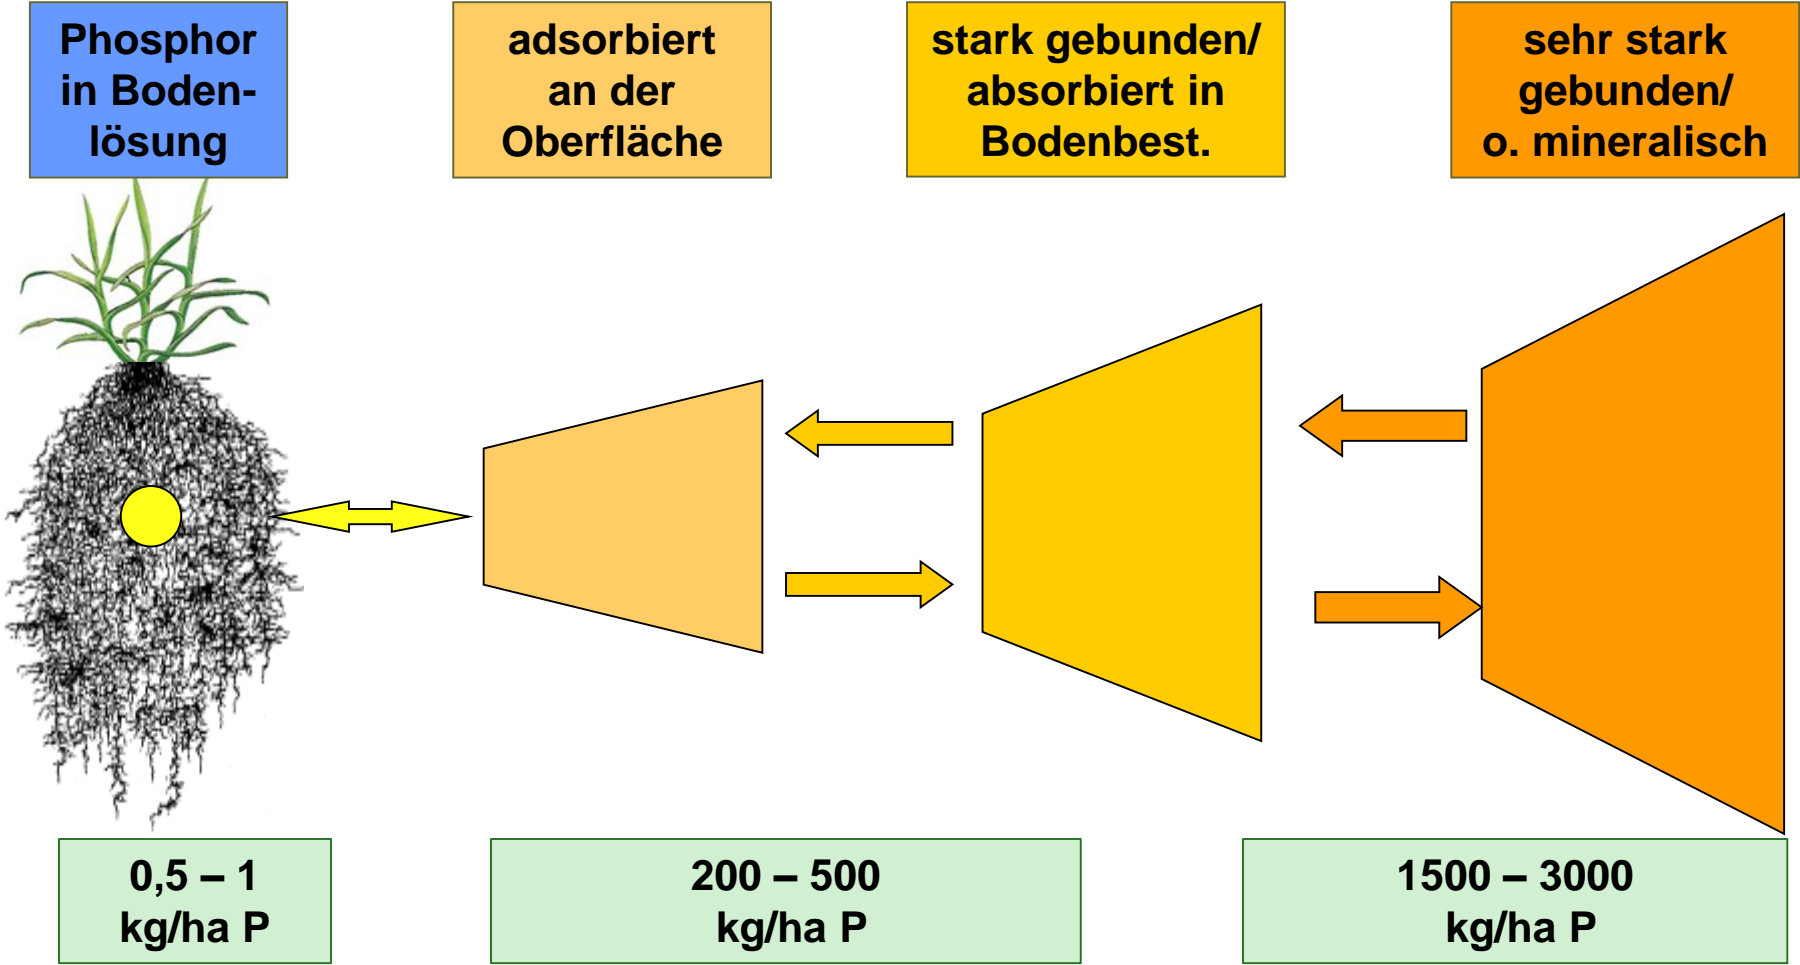 Phosphor
in Boden-
lösung
adsorbiert
an der
Oberfläche
stark gebunden/
absorbiert in
Bodenbest.
sehr stark
gebunden/
o. mineralisch
0,5 – 1
kg/ha P
200 – 500
kg/ha P
1500 – 3000
kg/ha P